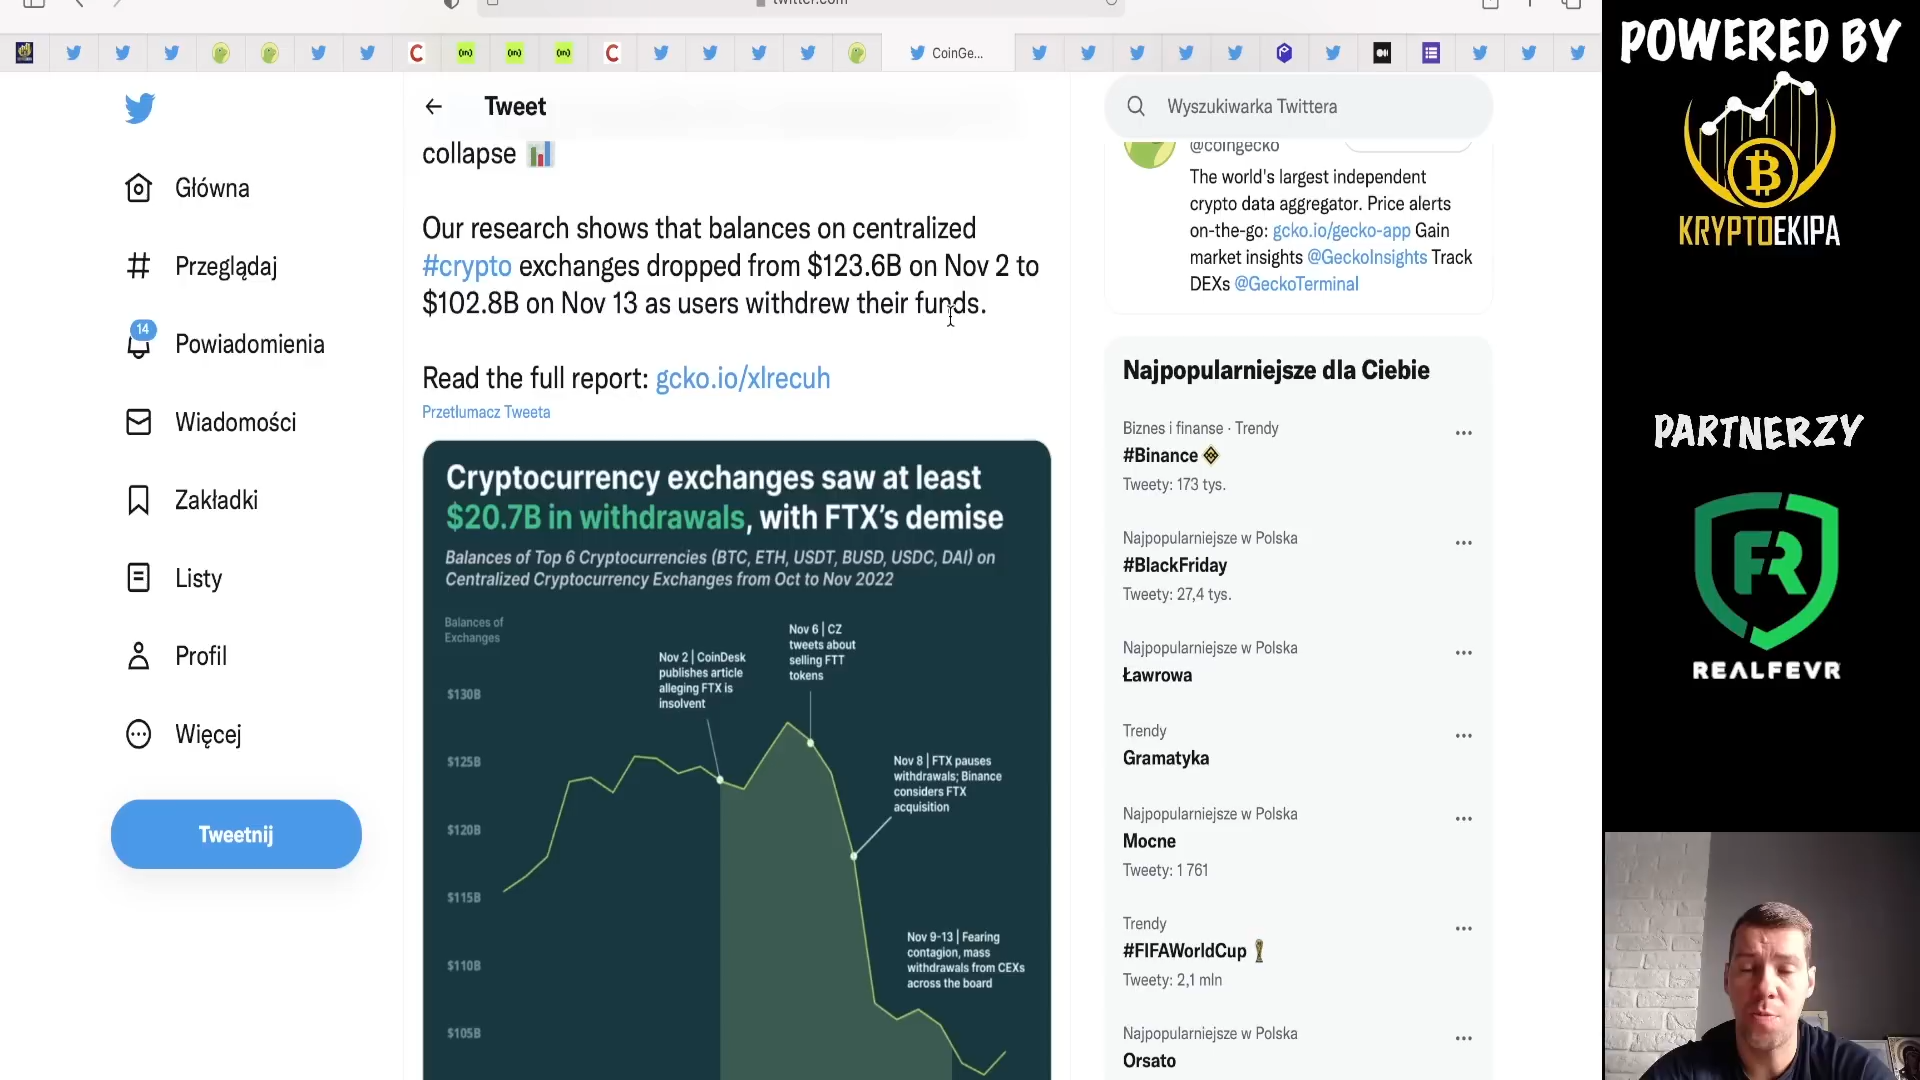 twitter.com
CoinGe...
Tweet
Główna
Przeglądaj
14
Powiadomienia
Wiadomości
Zakładki
Listy
Profil
Więcej
Tweetnij
collapse
Our research shows that balances on centralized
#crypto exchanges dropped from $123.6B on Nov 2 to
$102.8B on Nov 13 as users withdrew their funds.
Read the full report: gcko.io/xlrecuh
Przetłumacz Tweeta
Cryptocurrency exchanges saw at least
$20.7B in withdrawals, with FTX's demise
Balances of Top 6 Cryptocurrencies (BTC, ETH, USDT, BUSD, USDC, DAI) on
Centralized Cryptocurrency Exchanges from Oct to Nov 2022
Balances of
Exchanges
$130B
$125B
$120B
$115B
$110B
$105B
Nov 2 | CoinDesk
publishes article
alleging FTX is
insolvent
Nov 6 | CZ
tweets about
selling FTT
tokens
Nov 8 | FTX pauses
withdrawals; Binance
considers FTX
acquisition
Nov 9-13 | Fearing
contagion, mass
withdrawals from CEXs
across the board
Wyszukiwarka Twittera
@coingecko
The world's largest independent
crypto data aggregator. Price alerts
on-the-go: gcko.io/gecko-app Gain
market insights @GeckoInsights Track
DEXs @GeckoTerminal
Najpopularniejsze dla Ciebie
Biznes i finanse · Trendy
#Binance
Tweety: 173 tys.
Najpopularniejsze w Polska
#BlackFriday
Tweety: 27,4 tys.
Najpopularniejsze w Polska
Ławrowa
Trendy
Gramatyka
Najpopularniejsze w Polska
Mocne
Tweety: 1 761
Trendy
#FIFAWorldCup
Tweety: 2,1 mln
Najpopularniejsze w Polska
Orsato
POWERED BY
KRYPTOEKIPA
PARTNERZY
FR
REALFEVR